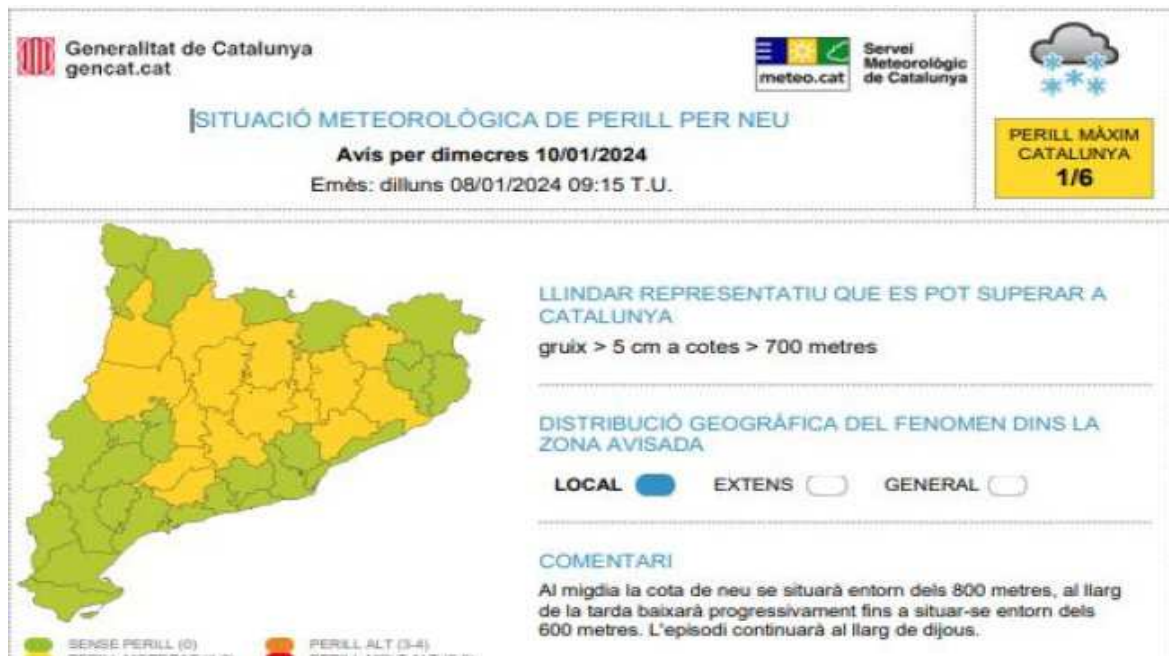 Generalitat de Catalunya
gencat.cat
meteo.cat
Servei
Meteorològic
de Catalunya
SITUACIÓ METEOROLÒGICA DE PERILL PER NEU
Avís per dimecres 10/01/2024
Emès: dilluns 08/01/2024 09:15 T.U.
PERILL MÀXIM
CATALUNYA
1/6
LLINDAR REPRESENTATIU QUE ES POT SUPERAR A
CATALUNYA
gruix > 5 cm a cotes > 700 metres
DISTRIBUCIÓ GEOGRÀFICA DEL FENOMEN DINS LA
ZONA AVISADA
LOCAL EXTENS GENERAL
COMENTARI
Al migdia la cota de neu se situarà entorn dels 800 metres, al llarg
de la tarda baixarà progressivament fins a situar-se entorn dels
600 metres. L'episodi continuarà al llarg de dijous.
SENSE PERILL (0) PERILL ALT (3-4)